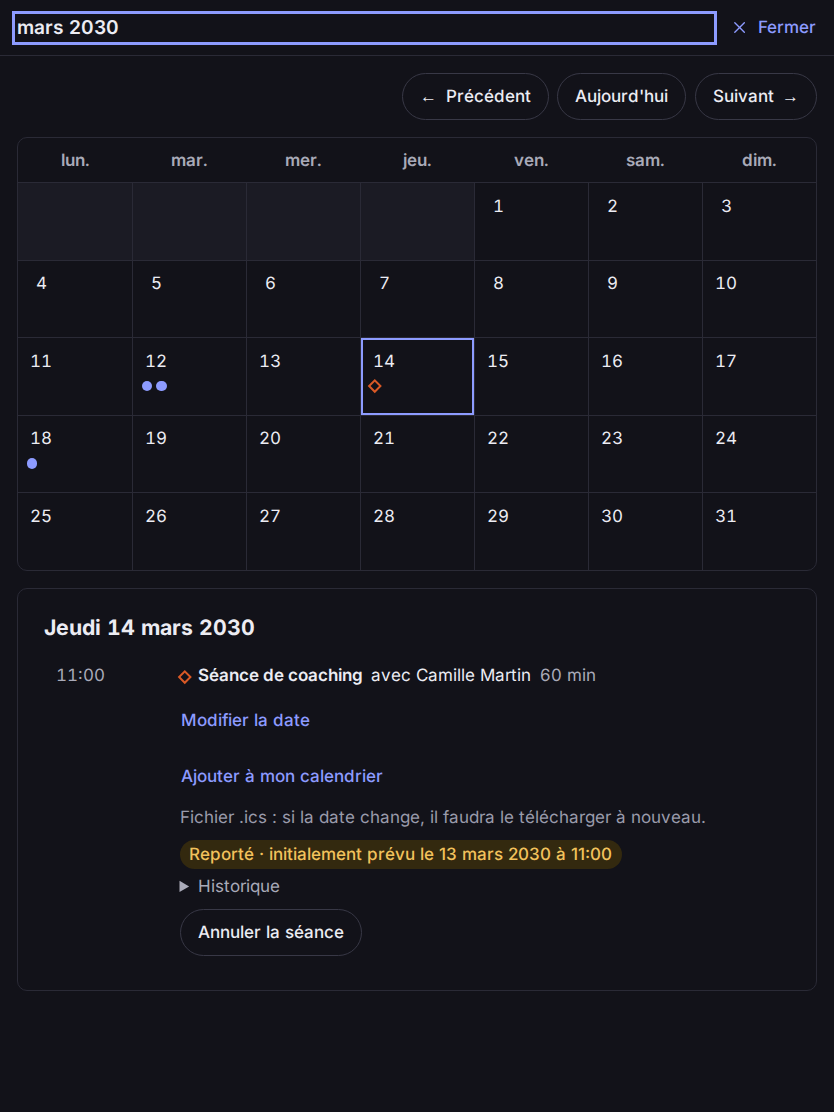 mars 2030
× Fermer
← Précédent Aujourd'hui Suivant →
lun. mar. mer. jeu. ven. sam. dim.
1 2 3
4 5 6 7 8 9 10
11 12 13 14 15 16 17
18 19 20 21 22 23 24
25 26 27 28 29 30 31
Jeudi 14 mars 2030
11:00 Séance de coaching avec Camille Martin 60 min
Modifier la date
Ajouter à mon calendrier
Fichier .ics : si la date change, il faudra le télécharger à nouveau.
Reporté · initialement prévu le 13 mars 2030 à 11:00
Historique
Annuler la séance